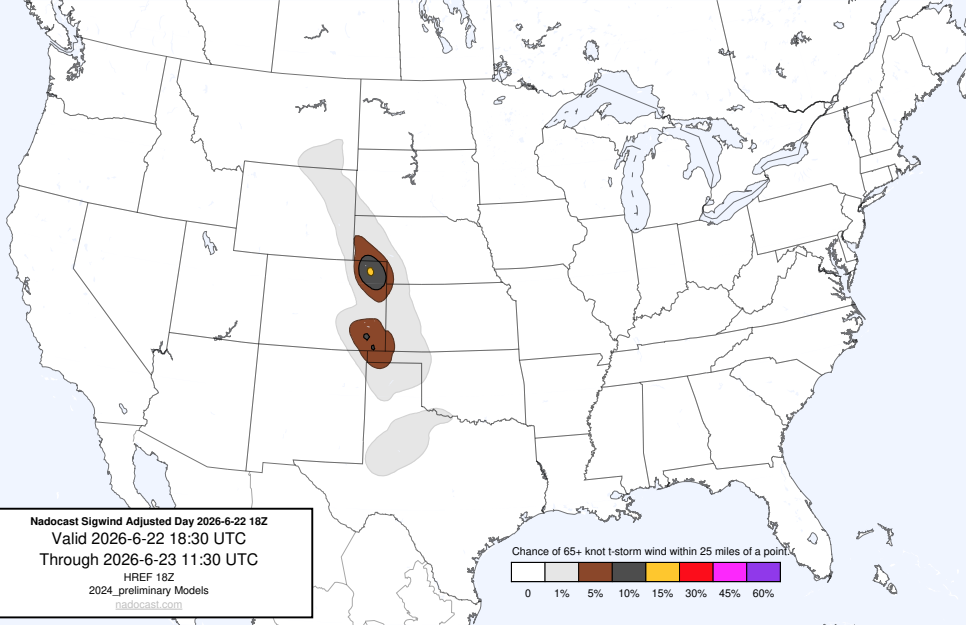 Nadocast Sigwind Adjusted Day 2026-6-22 18Z
Valid 2026-6-22 18:30 UTC
Through 2026-6-23 11:30 UTC
HREF 18Z
2024_preliminary Models
nadocast.com
Chance of 65+ knot t-storm wind within 25 miles of a point.
0 1% 5% 10% 15% 30% 45% 60%